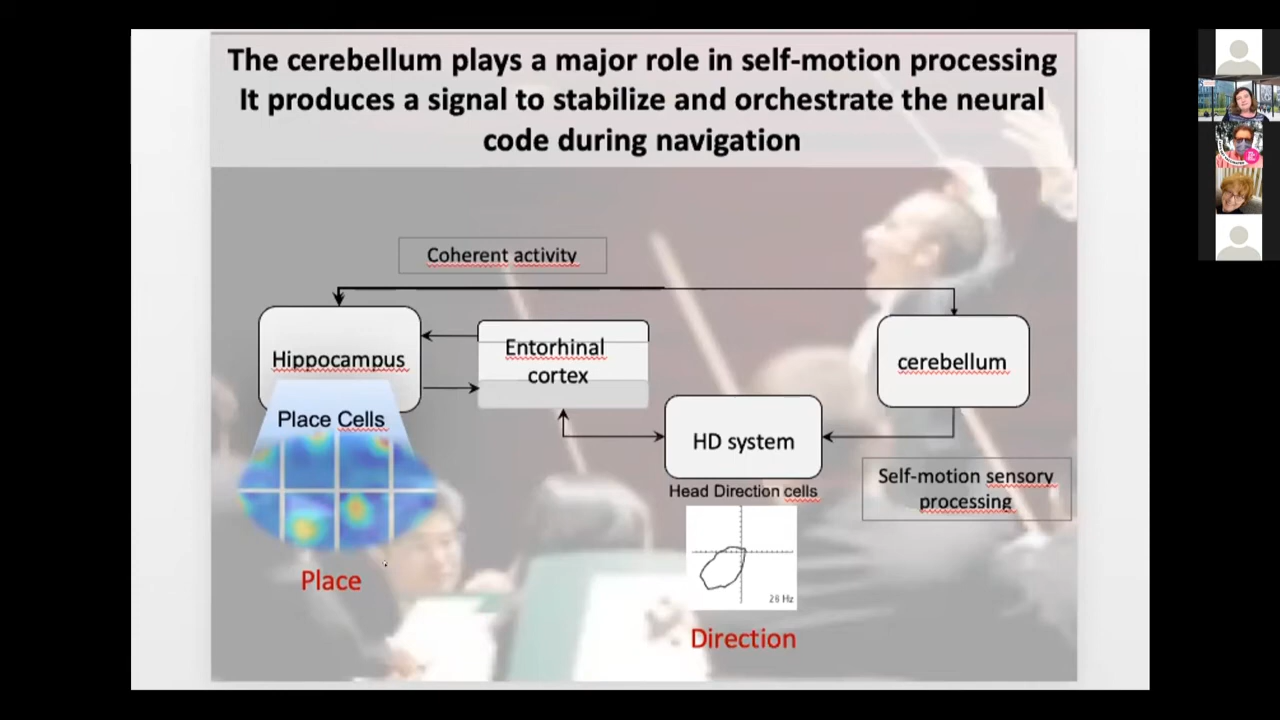 The cerebellum plays a major role in self-motion processing
It produces a signal to stabilize and orchestrate the neural
code during navigation
Coherent activity
Hippocampus
Entorhinal
cortex
cerebellum
Place Cells
HD system
Head Direction cells
Self-motion sensory
processing
28 Hz
Place
Direction